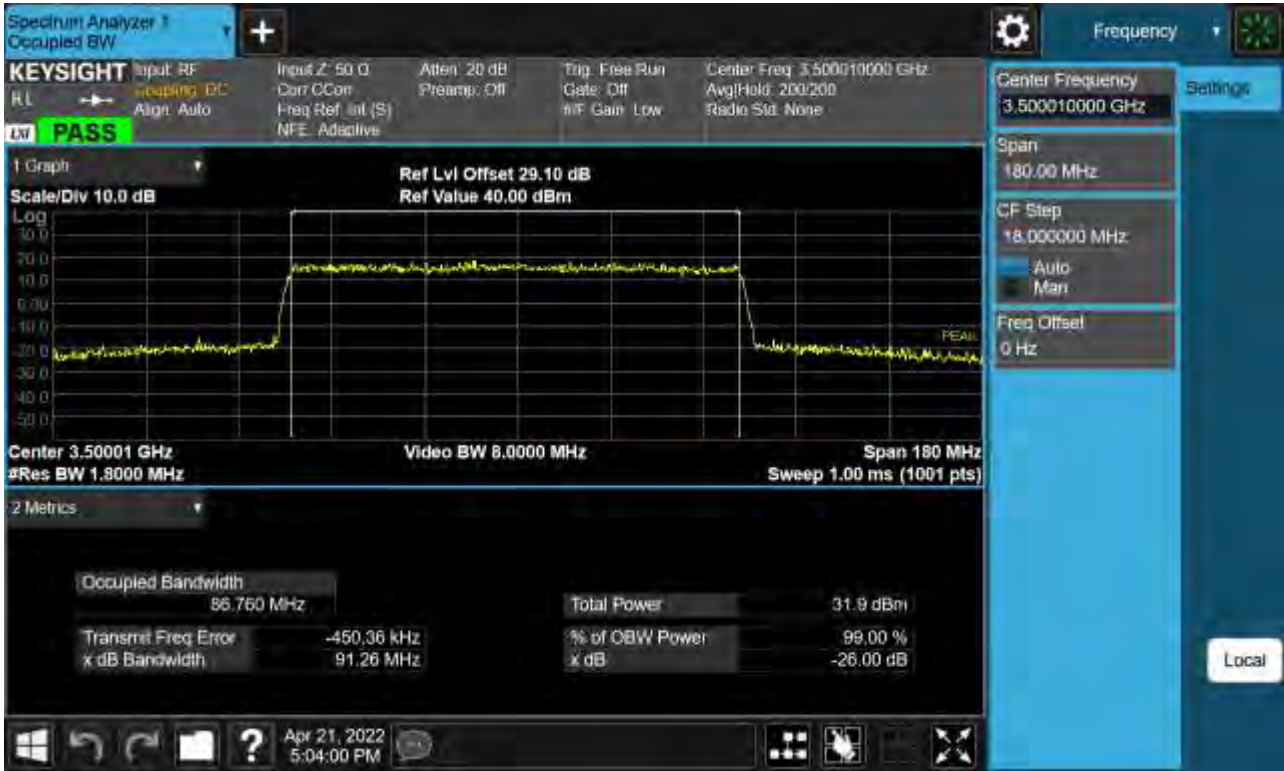 Spectrum Analyzer 1
Occupied BW
Frequency
KEYSIGHT
Input: RF
Coupling: DC
Align: Auto
Input Z: 50 Ω
Corr CCorr
Freq Ref: Int (S)
NFE: Adaptive
Atten: 20 dB
Preamp: Off
Trig: Free Run
Gate: Off
#IF Gain: Low
Center Freq: 3.500010000 GHz
Avg|Hold: 200/200
Radio Std: None
LXI
PASS
Center Frequency
3.500010000 GHz
Settings
Span
180.00 MHz
CF Step
18.000000 MHz
Auto
Man
Freq Offset
0 Hz
1 Graph
Scale/Div 10.0 dB
Ref Lvl Offset 29.10 dB
Ref Value 40.00 dBm
Log
30.0
20.0
10.0
0.00
-10.0
-20.0
-30.0
-40.0
-50.0
PEAK
Center 3.50001 GHz
#Res BW 1.8000 MHz
Video BW 8.0000 MHz
Span 180 MHz
Sweep 1.00 ms (1001 pts)
2 Metrics
Occupied Bandwidth
86.760 MHz
Total Power 31.9 dBm
Transmit Freq Error -450.36 kHz
% of OBW Power 99.00 %
x dB Bandwidth 91.26 MHz
x dB -26.00 dB
Local
?
Apr 21, 2022
5:04:00 PM